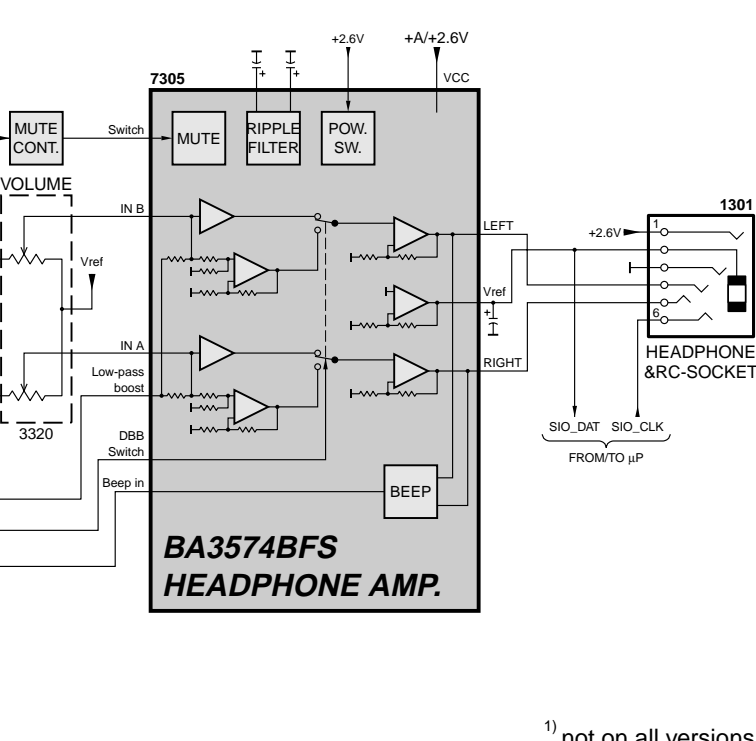 +2.6V
+A/+2.6V
7305
VCC
MUTE
CONT.
Switch
MUTE
RIPPLE
FILTER
POW.
SW.
VOLUME
IN B
Vref
LEFT
Vref
1301
+2.6V
1
6
HEADPHONE
&RC-SOCKET
IN A
RIGHT
Low-pass
boost
3320
DBB
Switch
Beep in
BEEP
SIO_DAT SIO_CLK
FROM/TO µP
BA3574BFS
HEADPHONE AMP.
1) not on all versions